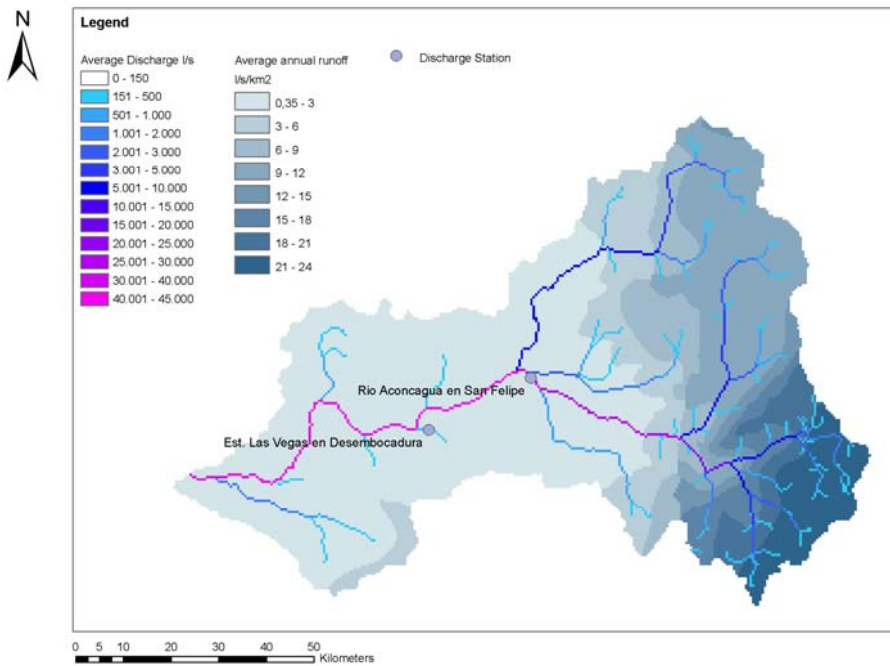 N
Legend
Average Discharge l/s
0 - 150
151 - 500
501 - 1.000
1.001 - 2.000
2.001 - 3.000
3.001 - 5.000
5.001 - 10.000
10.001 - 15.000
15.001 - 20.000
20.001 - 25.000
25.001 - 30.000
30.001 - 40.000
40.001 - 45.000
Average annual runoff
l/s/km2
0,35 - 3
3 - 6
6 - 9
9 - 12
12 - 15
15 - 18
18 - 21
21 - 24
Discharge Station
Rio Aconcagua en San Felipe
Est. Las Vegas en Desembocadura
0 5 10 20 30 40 50
Kilometers